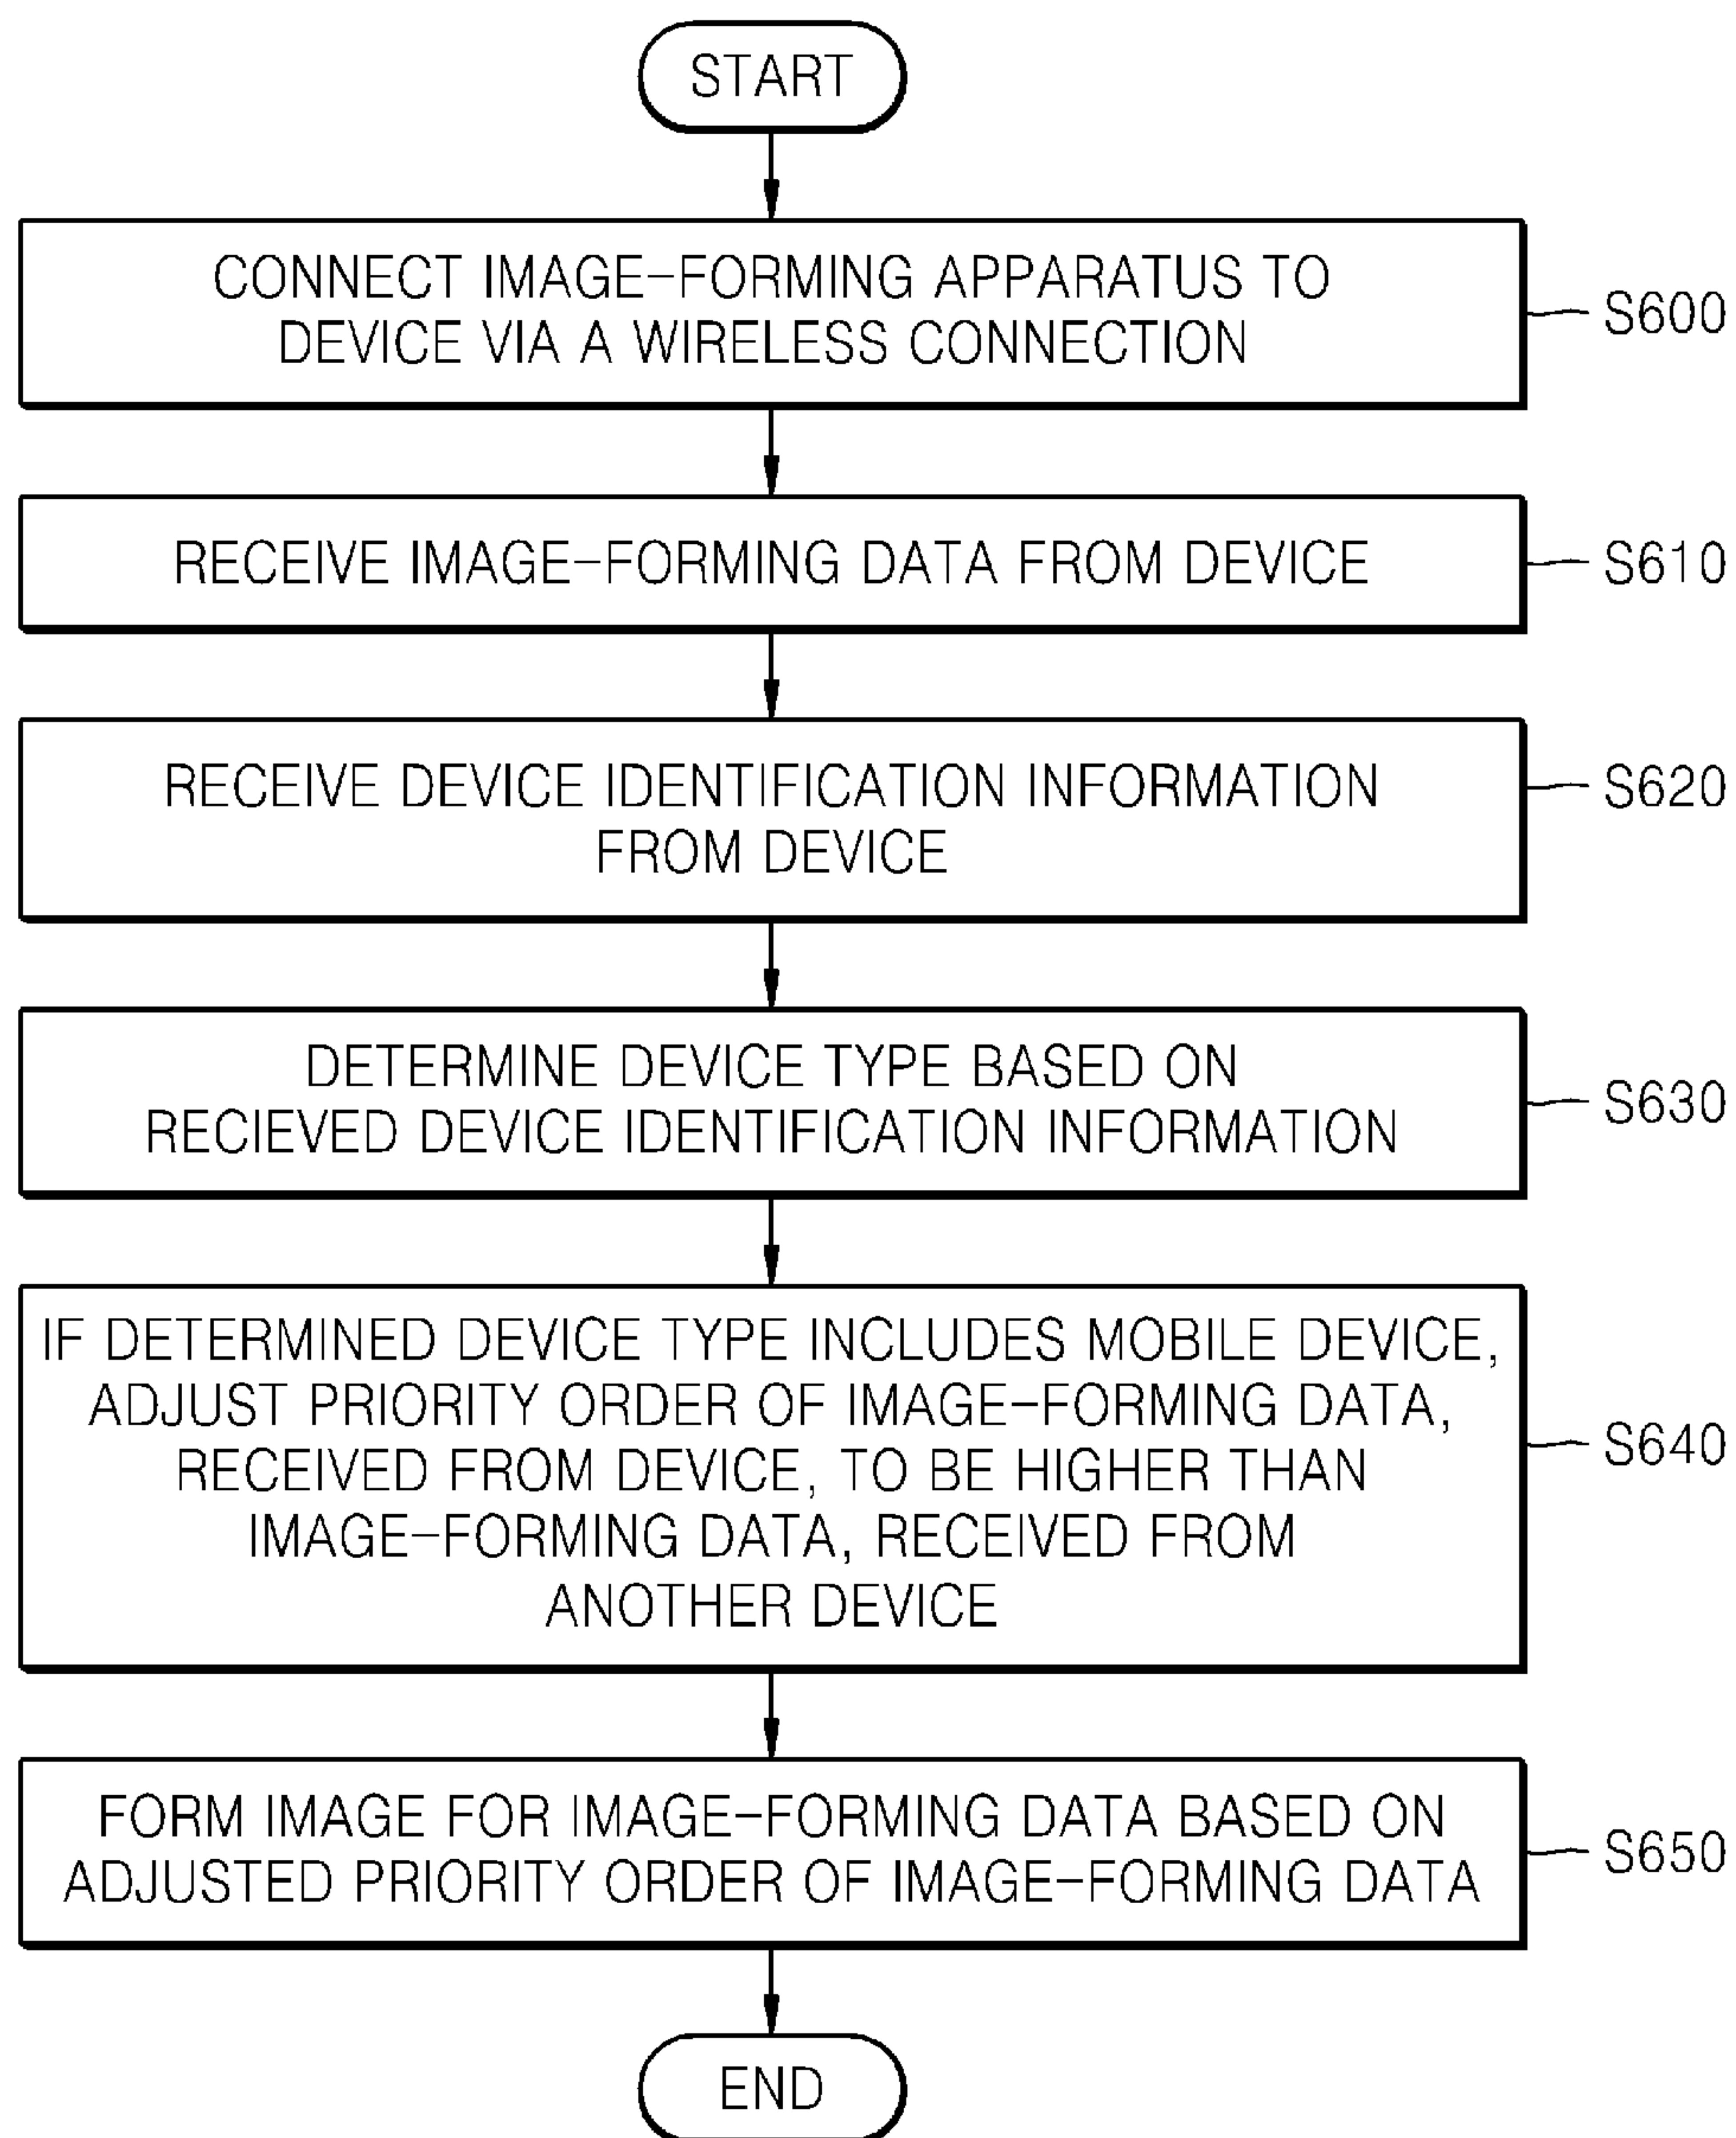 START
CONNECT IMAGE-FORMING APPARATUS TO
DEVICE VIA A WIRELESS CONNECTION
S600
RECEIVE IMAGE-FORMING DATA FROM DEVICE
S610
RECEIVE DEVICE IDENTIFICATION INFORMATION
FROM DEVICE
S620
DETERMINE DEVICE TYPE BASED ON
RECIEVED DEVICE IDENTIFICATION INFORMATION
S630
IF DETERMINED DEVICE TYPE INCLUDES MOBILE DEVICE,
ADJUST PRIORITY ORDER OF IMAGE-FORMING DATA,
RECEIVED FROM DEVICE, TO BE HIGHER THAN
IMAGE-FORMING DATA, RECEIVED FROM
ANOTHER DEVICE
S640
FORM IMAGE FOR IMAGE-FORMING DATA BASED ON
ADJUSTED PRIORITY ORDER OF IMAGE-FORMING DATA
S650
END